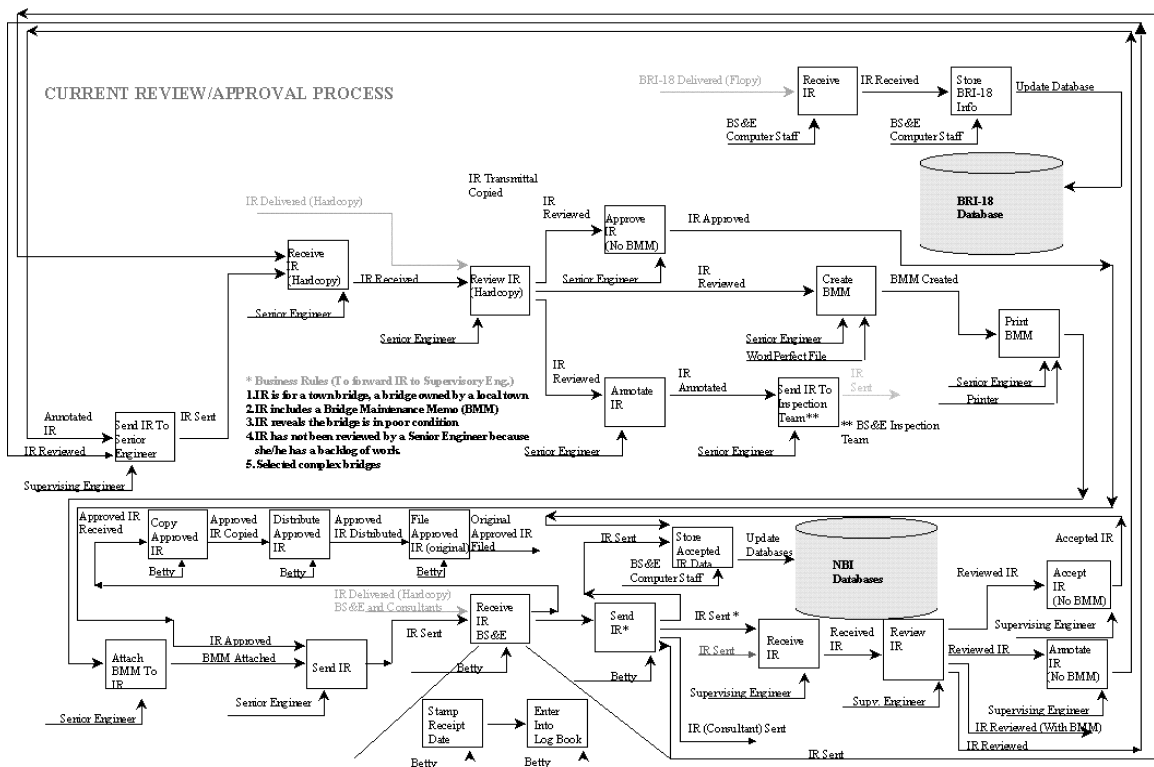 CURRENT REVIEW/APPROVAL PROCESS
BRI-18 Delivered (Flopy)
Receive
IR
IR Received
Store
BRI-18
Info
Update Database
BS&E
Computer Staff
BS&E
Computer Staff
BRI-18
Database
IR Delivered (Hardcopy)
IR Transmittal
Copied
IR
Reviewed
Approve
IR
(No BMM)
IR Approved
Receive
IR
(Hardcopy)
IR Received
Review IR
(Hardcopy)
Senior Engineer
Senior Engineer
Senior Engineer
IR
Reviewed
Create
BMM
BMM Created
Senior Engineer
WordPerfect File
Print
BMM
Senior Engineer
Printer
* Business Rules (To forward IR to Supervisory Eng.)
1.IR is for a town bridge, a bridge owned by a local town
2.IR includes a Bridge Maintenance Memo (BMM)
3.IR reveals the bridge is in poor condition
4.IR has not been reviewed by a Senior Engineer because
she/he has a backlog of work.
5.Selected complex bridges
IR
Reviewed
Annotate
IR
IR
Annotated
Send IR To
Inspection
Team**
IR
Sent
** BS&E Inspection
Team
Senior Engineer
Senior Engineer
Annotated
IR
IR Reviewed
Send IR To
Senior
Engineer
IR Sent
Supervising Engineer
Approved IR
Received
Copy
Approved
IR
Approved
IR Copied
Distribute
Approved
IR
Approved
IR Distributed
File
Approved
IR (original)
Original
Approved IR
Filed
Betty
Betty
Betty
IR Sent
Store
Accepted
IR Data
Update
Databases
BS&E
Computer Staff
NBI
Databases
Accepted IR
Reviewed IR
Accept
IR
(No BMM)
Supervising Engineer
IR Delivered (Hardcopy)
BS&E and Consultants
Receive
IR
BS&E
Betty
Send
IR*
Betty
IR Sent *
IR Sent
Receive
IR
Received
IR
Review
IR
Supervising Engineer
Supv. Engineer
Reviewed IR
Annotate
IR
(No BMM)
Supervising Engineer
IR Reviewed (With BMM)
IR Reviewed
Attach
BMM To
IR
IR Approved
BMM Attached
Send IR
IR Sent
Senior Engineer
Senior Engineer
Stamp
Receipt
Date
Enter
Into
Log Book
Betty
Betty
IR (Consultant) Sent
IR Sent